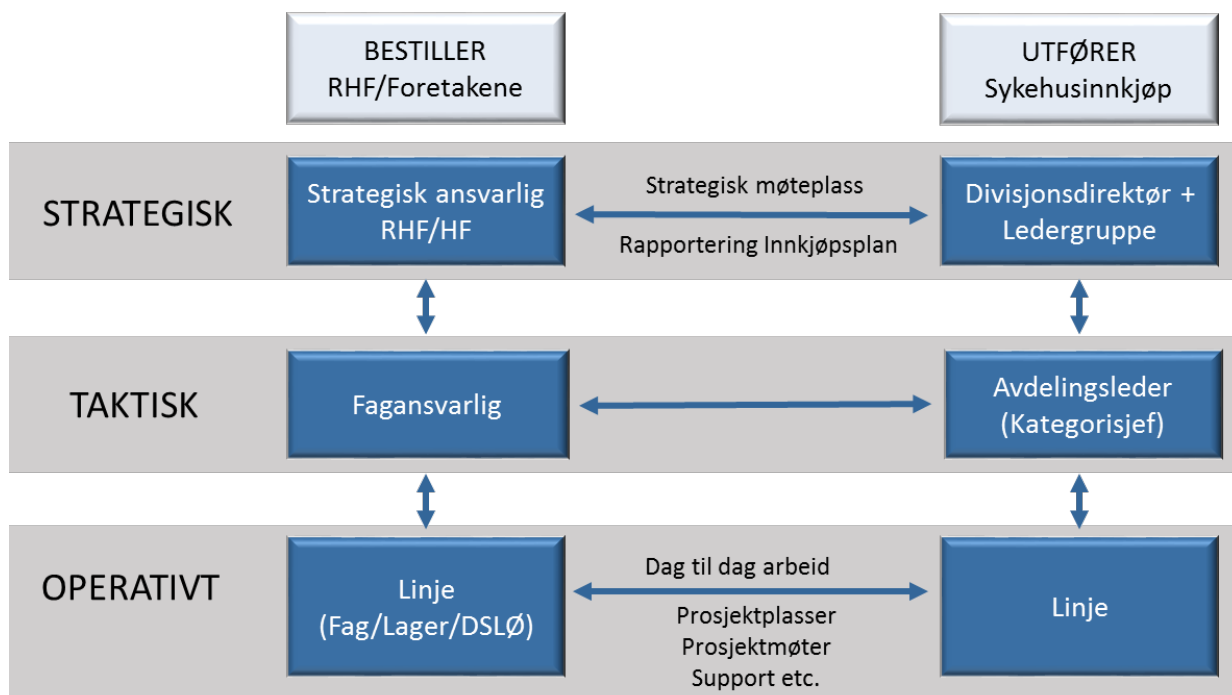 BESTILLER
RHF/Foretakene
UTFØRER
Sykehusinnkjøp
STRATEGISK
Strategisk ansvarlig
RHF/HF
Strategisk møteplass
Rapportering Innkjøpsplan
Divisjonsdirektør +
Ledergruppe
TAKTISK
Fagansvarlig
Avdelingsleder
(Kategorisjef)
OPERATIVT
Linje
(Fag/Lager/DSLØ)
Dag til dag arbeid
Prosjektplasser
Prosjektmøter
Support etc.
Linje